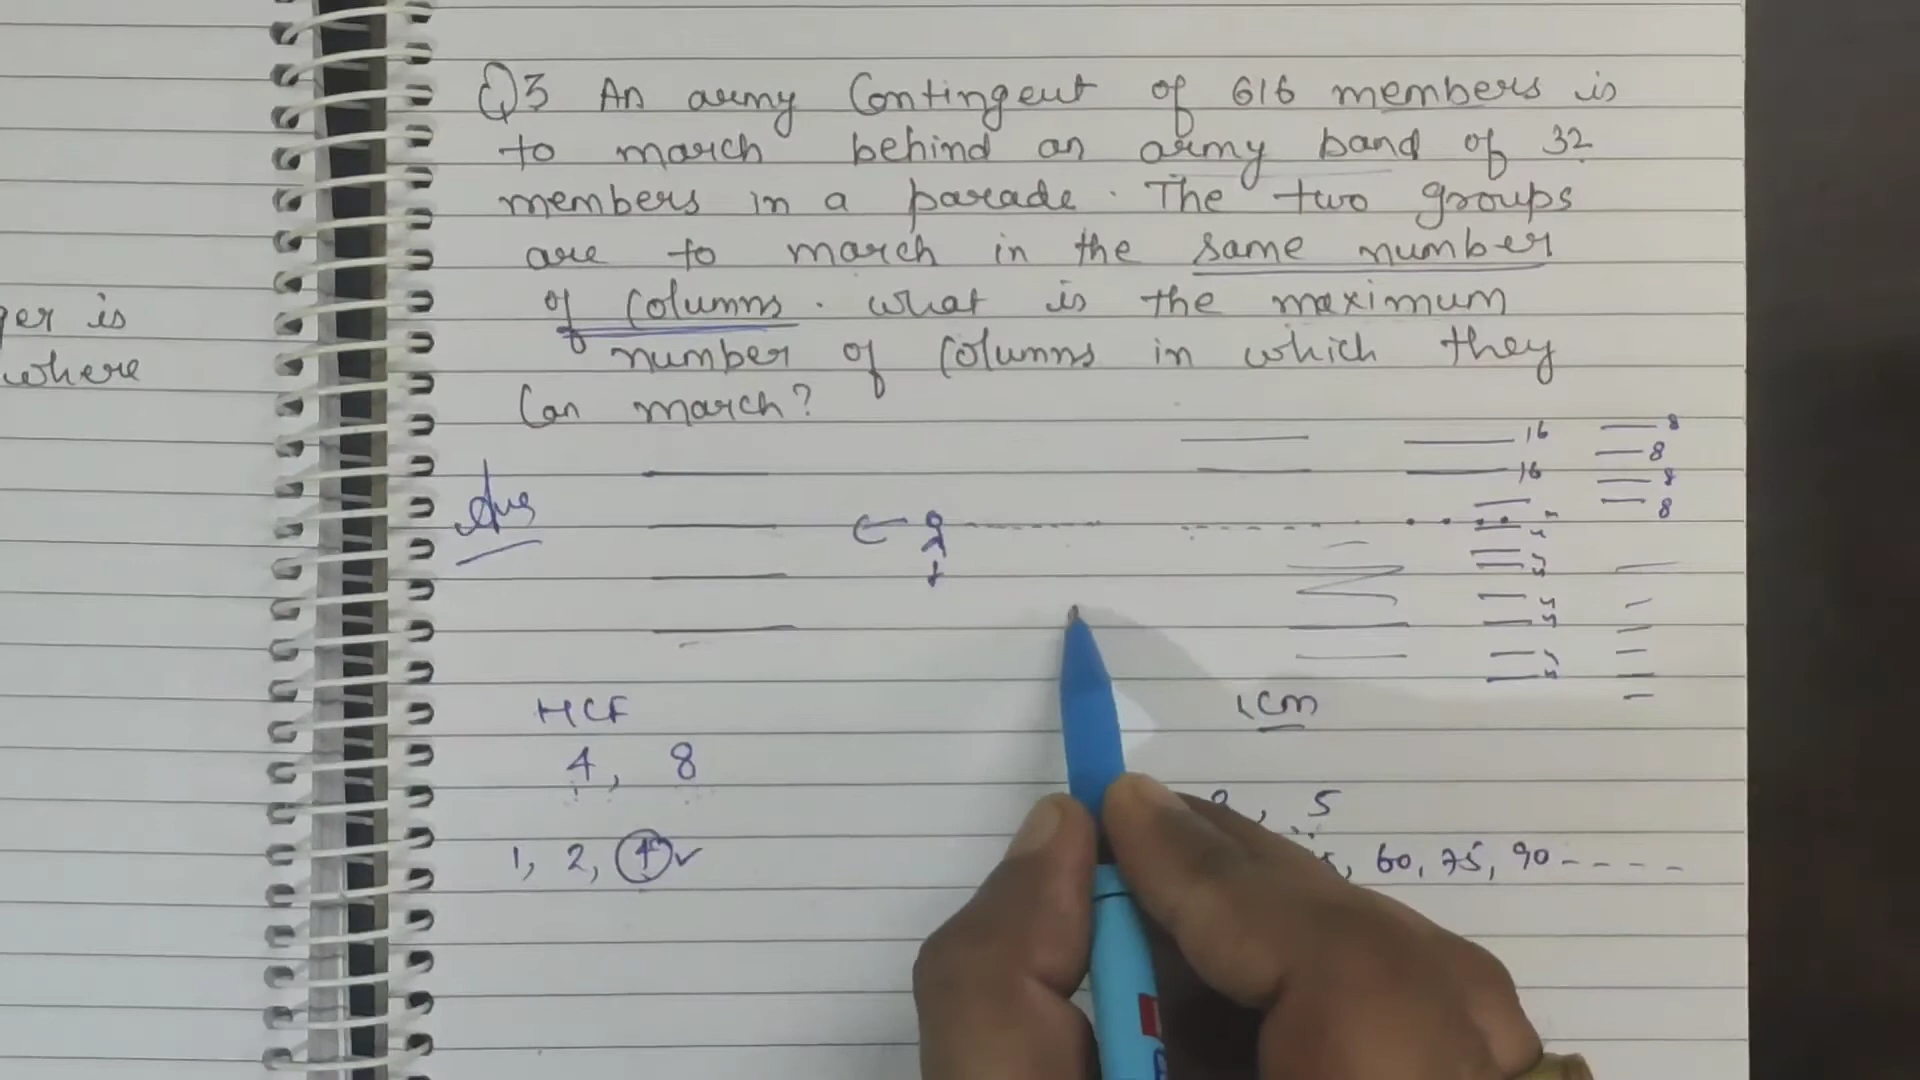 ger is
where
Q3 An army Contingent of 616 members is
to march behind an army band of 32
members in a parade. The two groups
are to march in the same number
of columns. what is the maximum
number of columns in which they
Can march?
Ans
16
16
8
8
8
8
HCF
4, 8
1, 2, 4
LCM
, 5
, 60, 75, 90 - - - -